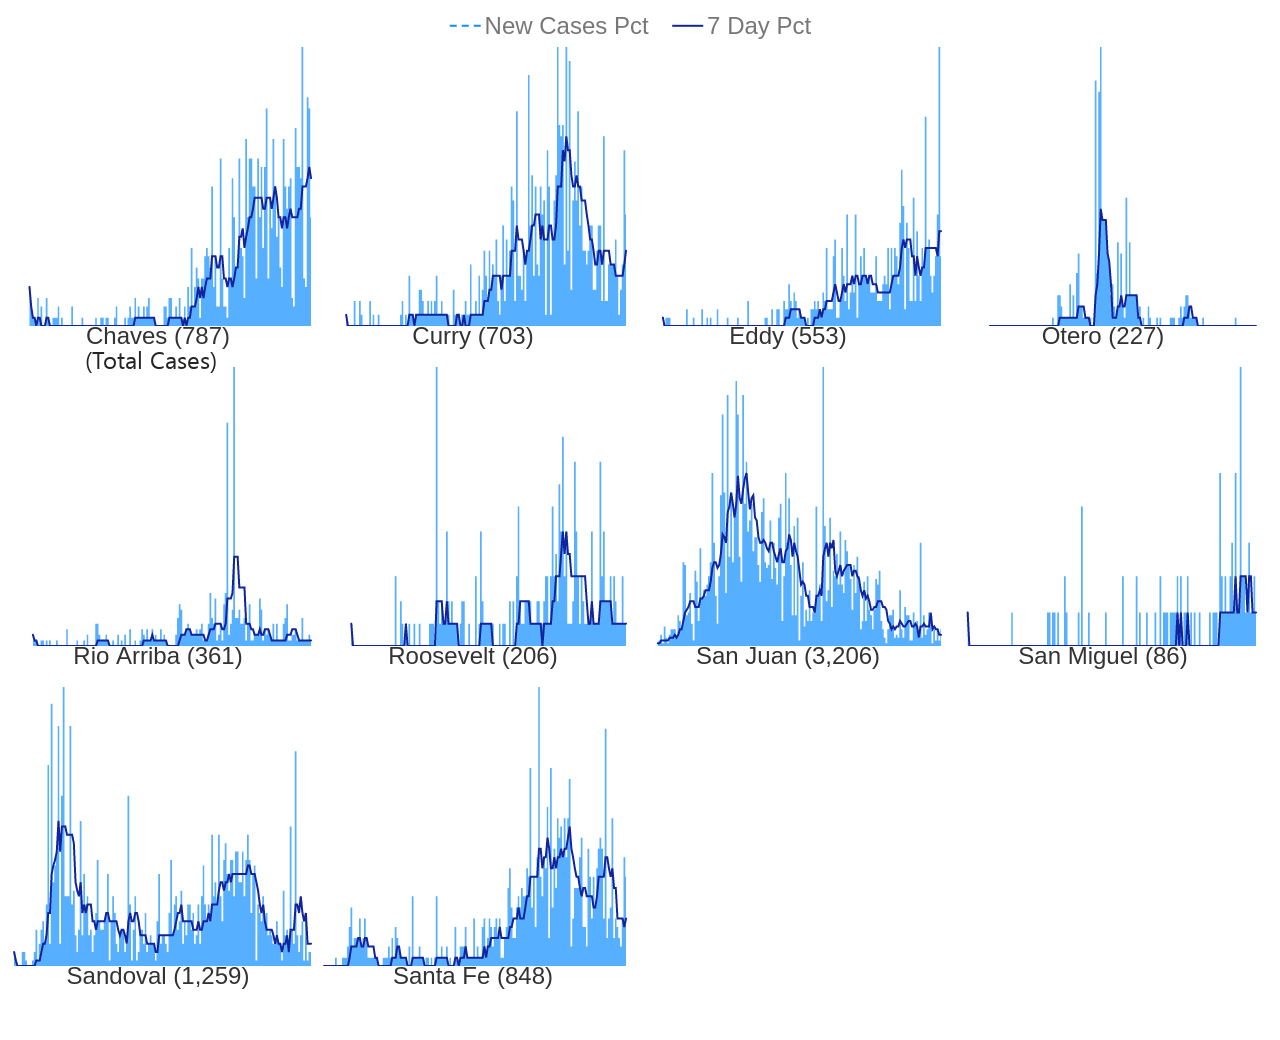 New Cases Pct 7 Day Pct
Chaves (787) Curry (703) Eddy (553) Otero (227)
(Total Cases)
Rio Arriba (361) Roosevelt (206) San Juan (3,206) San Miguel (86)
Sandoval (1,259) Santa Fe (848)